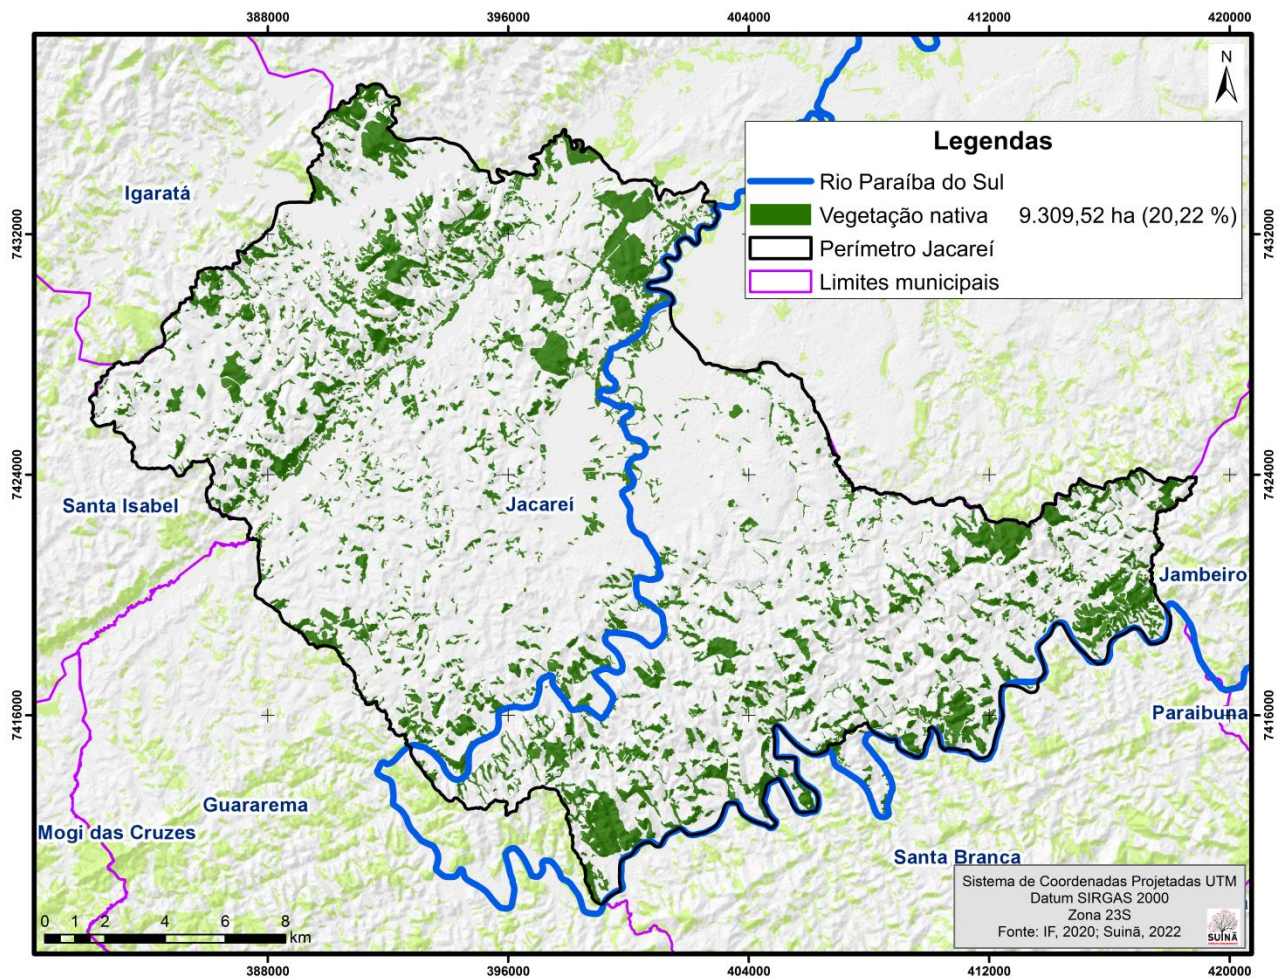 388000
396000
404000
412000
420000
N
Legendas
Rio Paraíba do Sul
Vegetação nativa 9.309,52 ha (20,22 %)
Perímetro Jacareí
Limites municipais
7432000
7432000
7424000
7424000
7416000
7416000
Igaratá
Santa Isabel
Jacareí
Jambeiro
Paraibuna
Guararema
Mogi das Cruzes
Santa Branca
0 1 2 4 6 8
km
Sistema de Coordenadas Projetadas UTM
Datum SIRGAS 2000
Zona 23S
Fonte: IF, 2020; Suinã, 2022
SUINÃ
388000
396000
404000
412000
420000